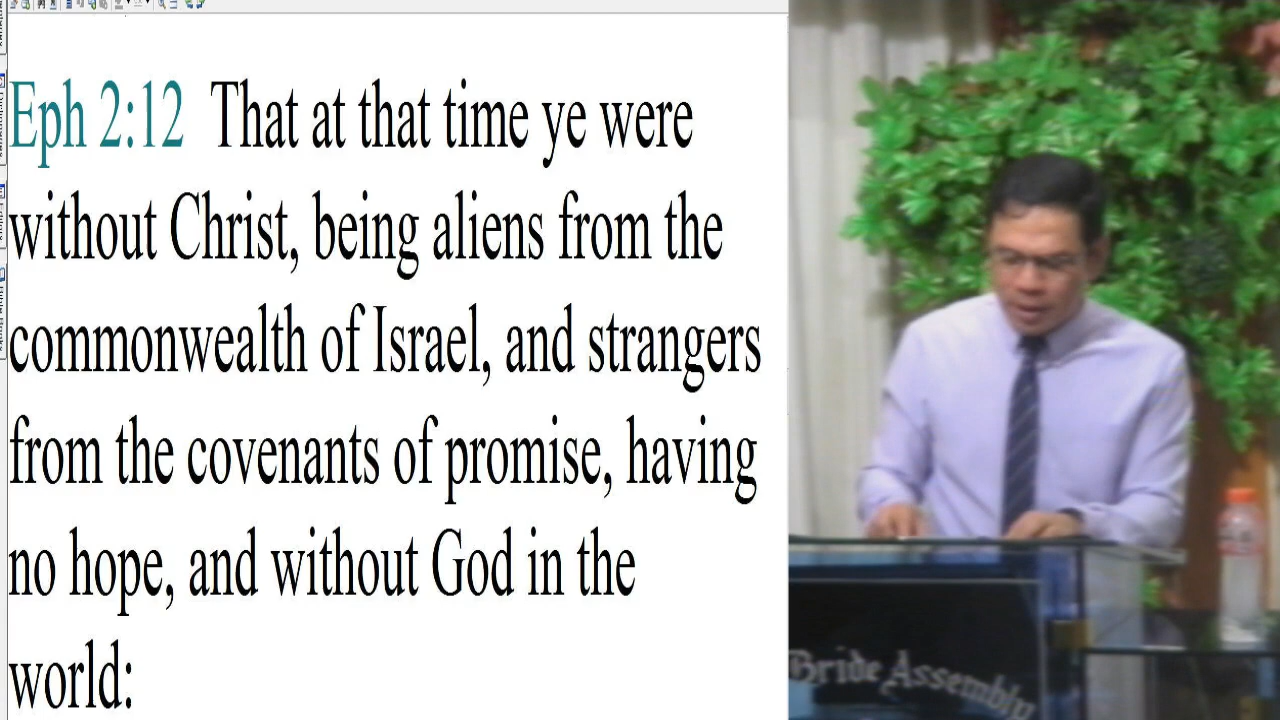 Eph 2:12 That at that time ye were
without Christ, being aliens from the
commonwealth of Israel, and strangers
from the covenants of promise, having
no hope, and without God in the
world:
Bride Assembly